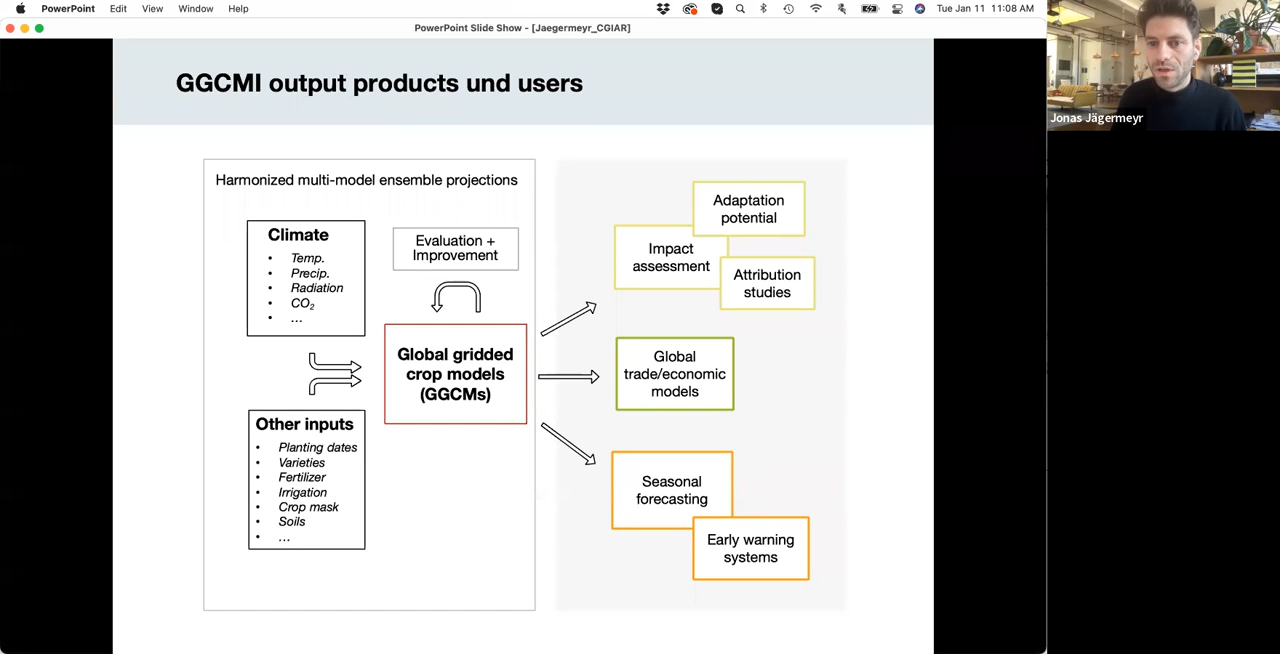 PowerPoint Edit View Window Help
Tue Jan 11 11:08 AM
PowerPoint Slide Show - [Jaegermeyr_CGIAR]
Jonas Jägermeyr
GGCMI output products und users
Harmonized multi-model ensemble projections
Climate
• Temp.
• Precip.
• Radiation
• CO₂
• ...
Evaluation +
Improvement
Global gridded
crop models
(GGCMs)
Other inputs
• Planting dates
• Varieties
• Fertilizer
• Irrigation
• Crop mask
• Soils
• ...
Adaptation
potential
Impact
assessment
Attribution
studies
Global
trade/economic
models
Seasonal
forecasting
Early warning
systems